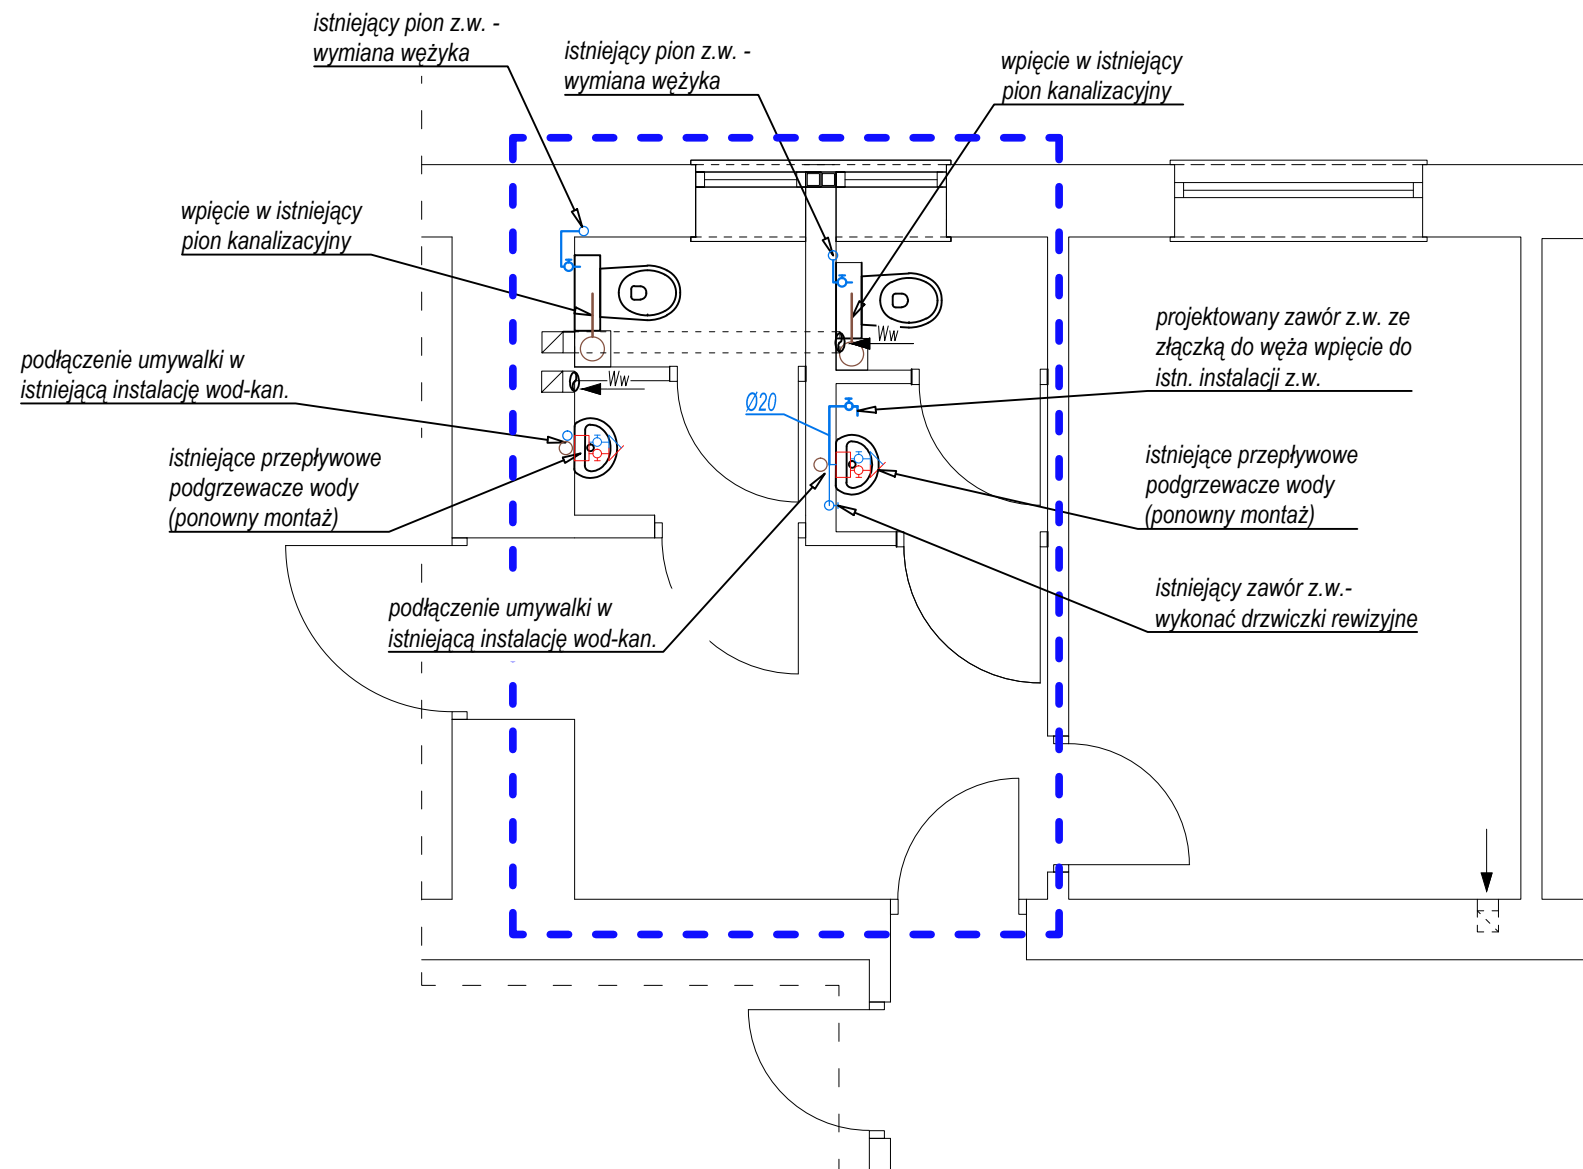 istniejący pion z.w. -
wymiana wężyka
istniejący pion z.w. -
wymiana wężyka
wpięcie w istniejący
pion kanalizacyjny
wpięcie w istniejący
pion kanalizacyjny
projektowany zawór z.w. ze
złączką do węża wpięcie do
istn. instalacji z.w.
Ww
podłączenie umywalki w
istniejącą instalację wod-kan.
Ww
Ø20
istniejące przepływowe
podgrzewacze wody
(ponowny montaż)
istniejące przepływowe
podgrzewacze wody
(ponowny montaż)
podłączenie umywalki w
istniejącą instalację wod-kan.
istniejący zawór z.w.-
wykonać drzwiczki rewizyjne